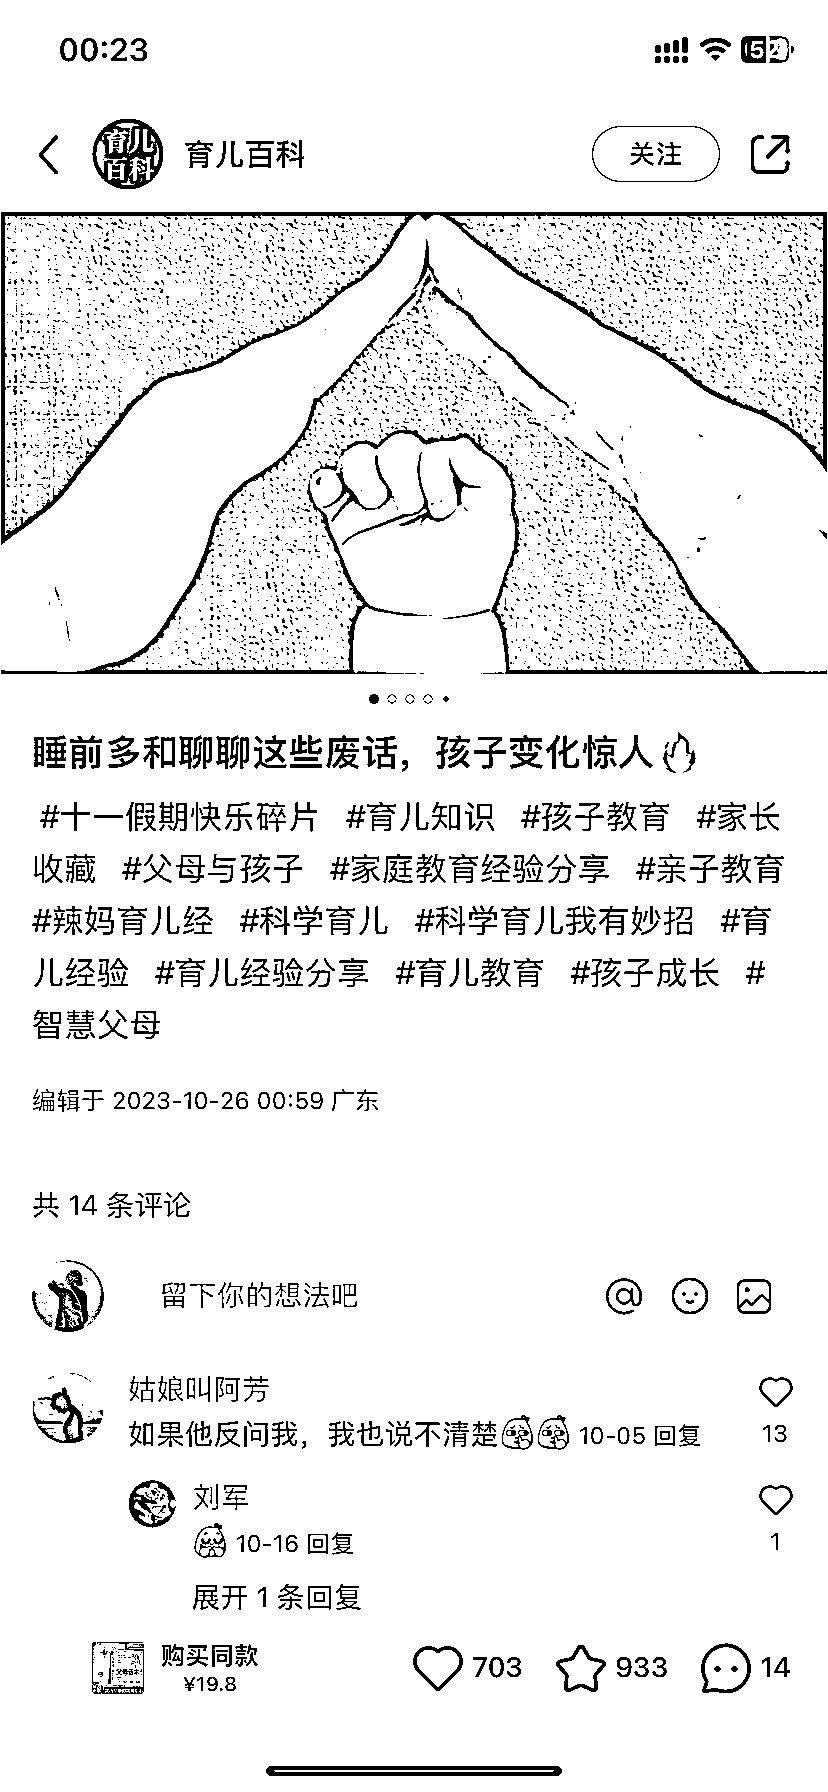 00:23
育儿百科
育儿百科
关注
睡前多和聊聊这些废话，孩子变化惊人🔥
#十一假期快乐碎片 #育儿知识 #孩子教育 #家长
收藏 #父母与孩子 #家庭教育经验分享 #亲子教育
#辣妈育儿经 #科学育儿 #科学育儿我有妙招 #育
儿经验 #育儿经验分享 #育儿教育 #孩子成长 #
智慧父母
编辑于 2023-10-26 00:59 广东
共 14 条评论
留下你的想法吧
姑娘叫阿芳
如果他反问我，我也说不清楚 10-05 回复
13
刘军
10-16 回复
1
展开 1 条回复
购买同款
¥19.8
703
933
14